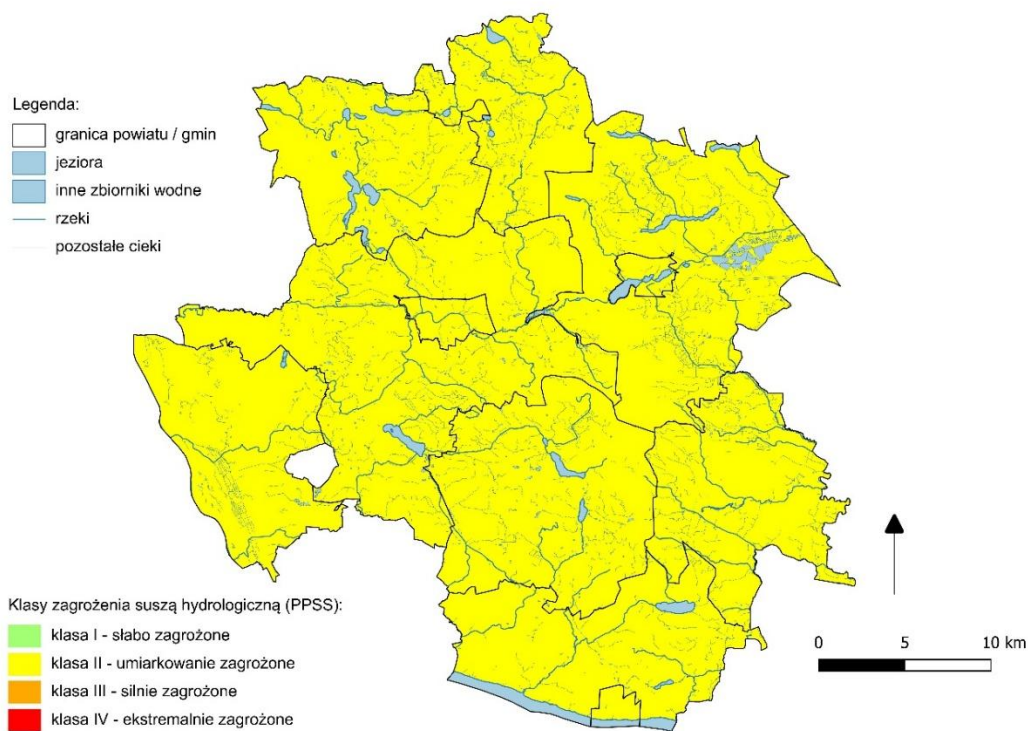 Legenda:
granica powiatu / gmin
jeziora
inne zbiorniki wodne
rzeki
pozostałe cieki
Klasy zagrożenia suszą hydrologiczną (PPSS):
klasa I - słabo zagrożone
klasa II - umiarkowanie zagrożone
klasa III - silnie zagrożone
klasa IV - ekstremalnie zagrożone
0 5 10 km